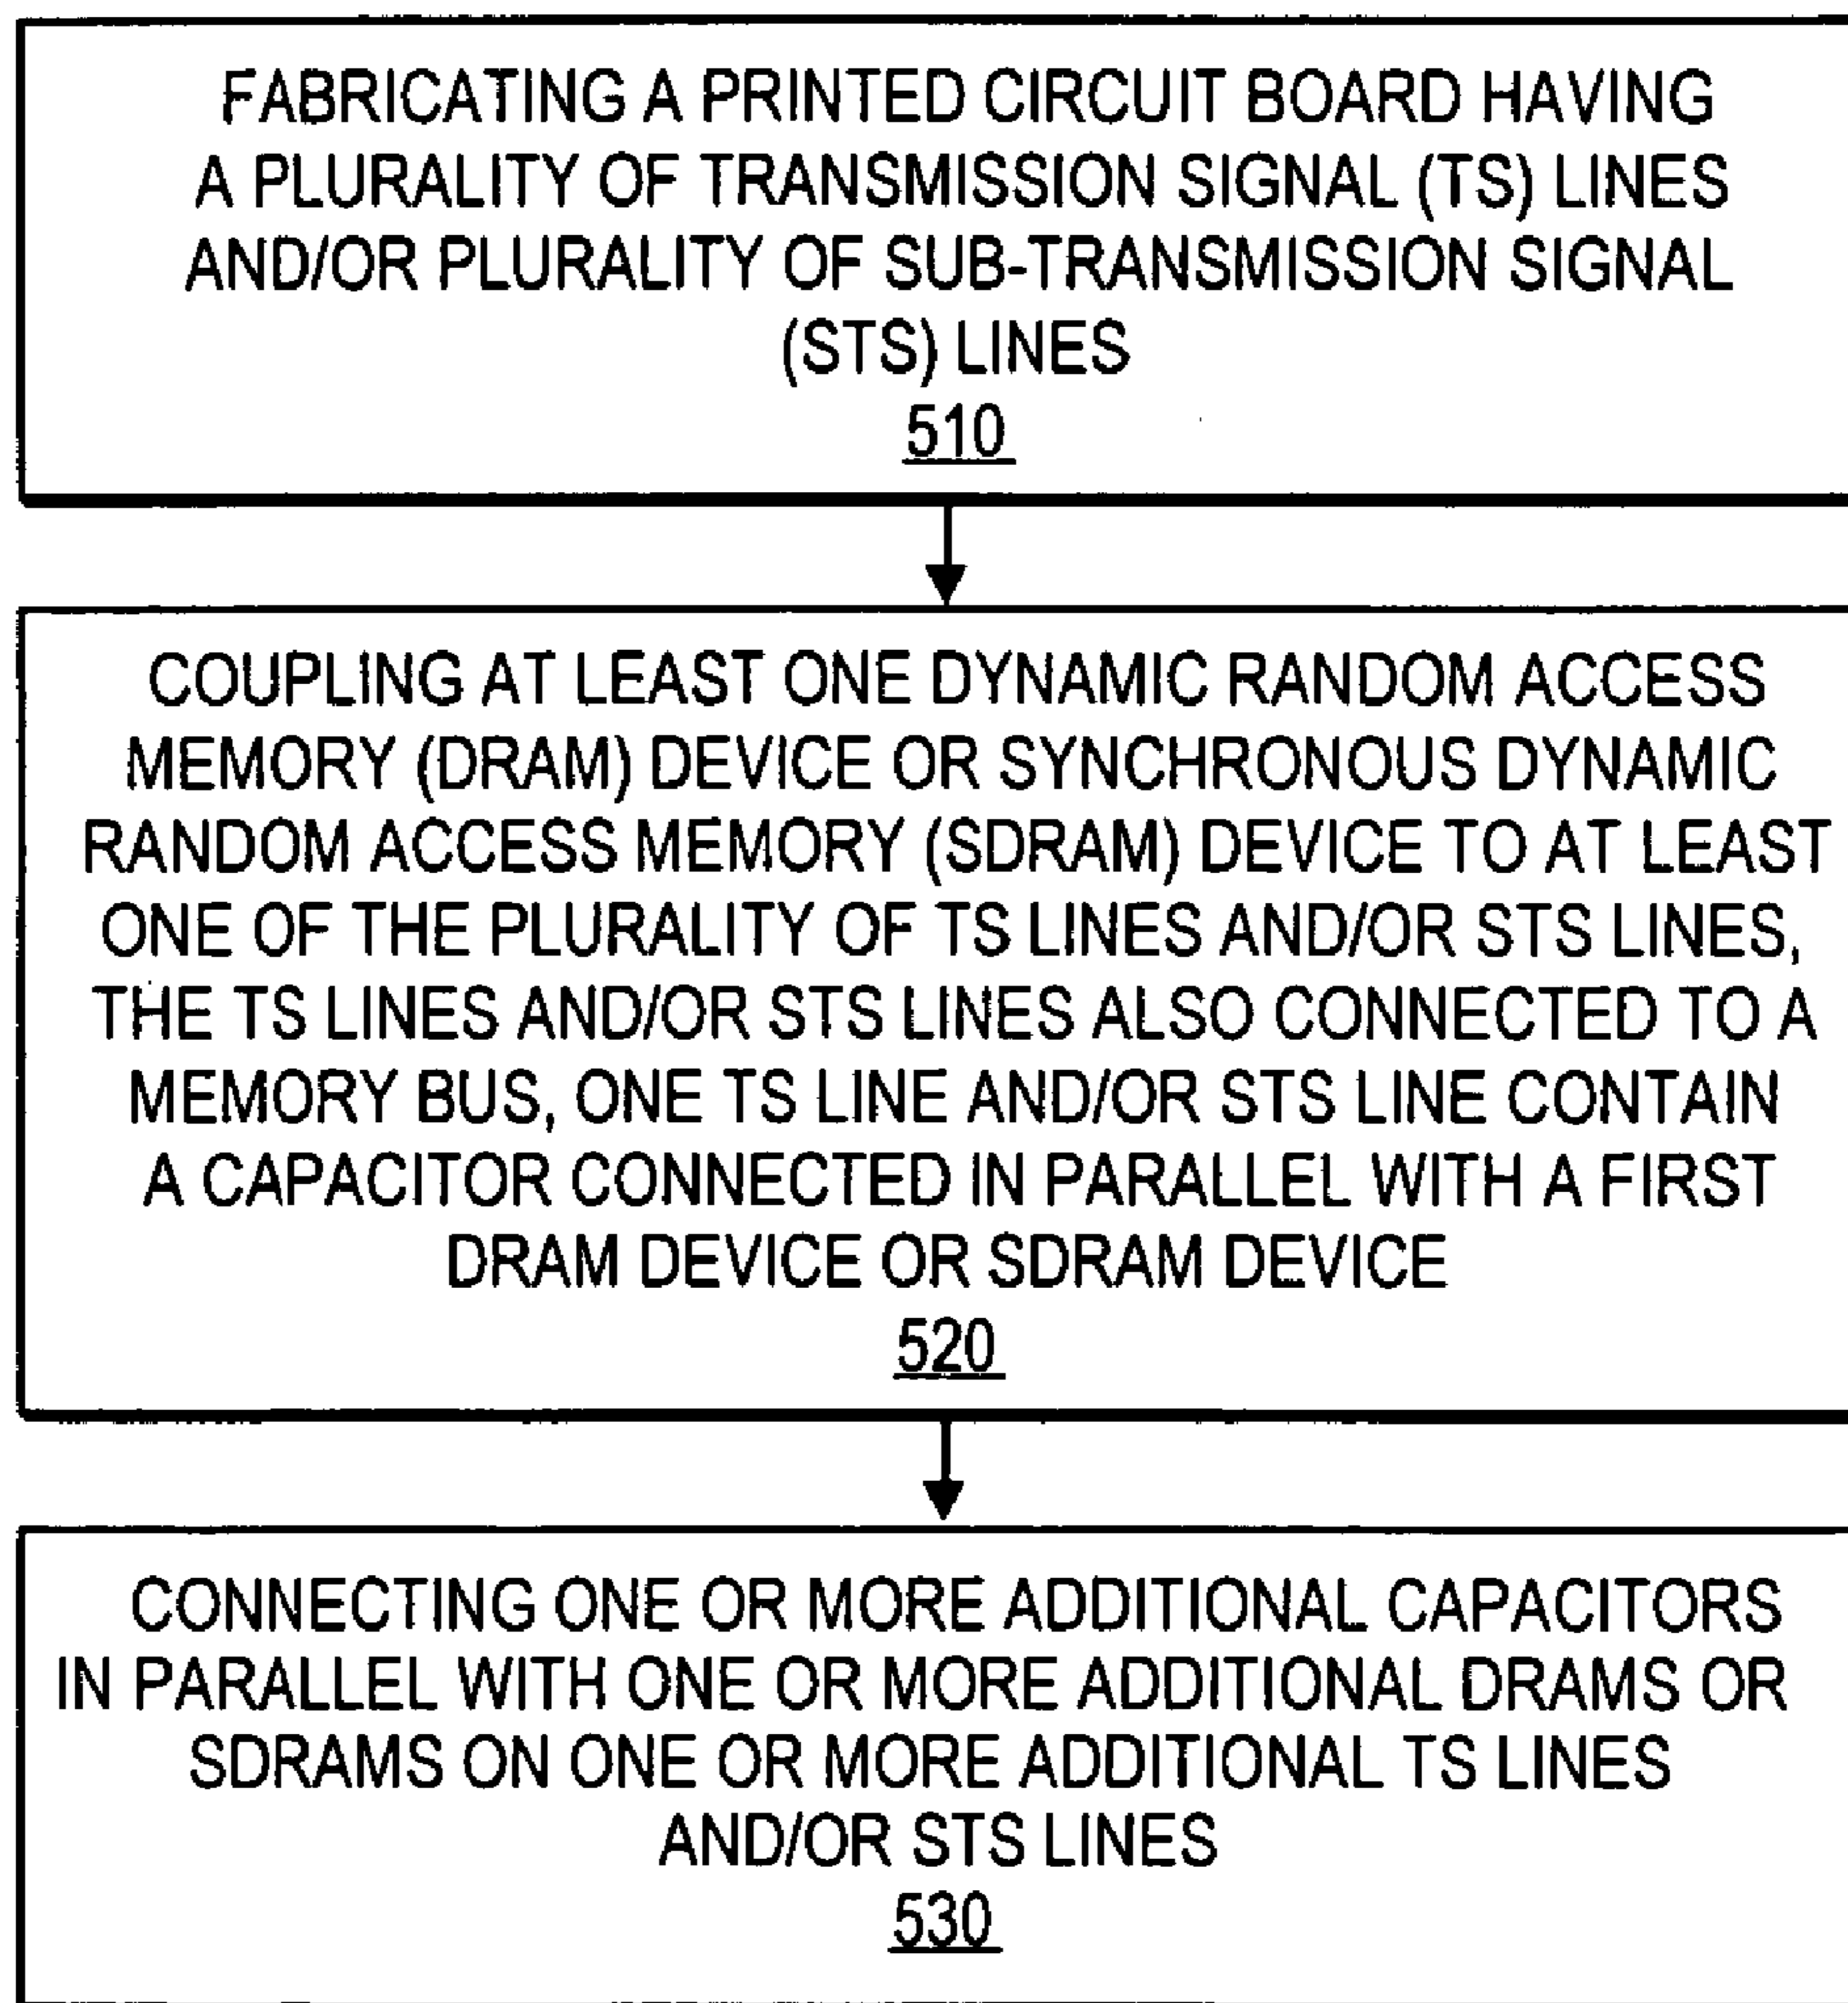 FABRICATING A PRINTED CIRCUIT BOARD HAVING
A PLURALITY OF TRANSMISSION SIGNAL (TS) LINES
AND/OR PLURALITY OF SUB-TRANSMISSION SIGNAL
(STS) LINES
510
COUPLING AT LEAST ONE DYNAMIC RANDOM ACCESS
MEMORY (DRAM) DEVICE OR SYNCHRONOUS DYNAMIC
RANDOM ACCESS MEMORY (SDRAM) DEVICE TO AT LEAST
ONE OF THE PLURALITY OF TS LINES AND/OR STS LINES,
THE TS LINES AND/OR STS LINES ALSO CONNECTED TO A
MEMORY BUS, ONE TS LINE AND/OR STS LINE CONTAIN
A CAPACITOR CONNECTED IN PARALLEL WITH A FIRST
DRAM DEVICE OR SDRAM DEVICE
520
CONNECTING ONE OR MORE ADDITIONAL CAPACITORS
IN PARALLEL WITH ONE OR MORE ADDITIONAL DRAMS OR
SDRAMS ON ONE OR MORE ADDITIONAL TS LINES
AND/OR STS LINES
530